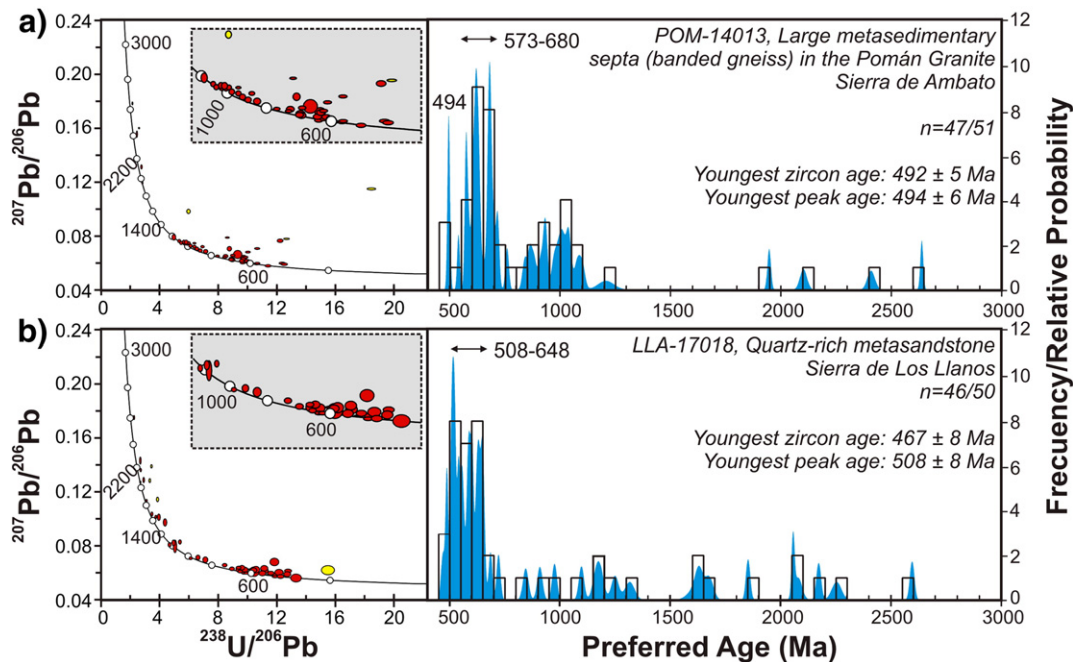 a)
0.24
0.20
0.16
0.12
0.08
0.04
²⁰⁷Pb/²⁰⁶Pb
3000
2200
1400
600
1000
600
494
573-680
POM-14013, Large metasedimentary
septa (banded gneiss) in the Pomán Granite
Sierra de Ambato
n=47/51
Youngest zircon age: 492 ± 5 Ma
Youngest peak age: 494 ± 6 Ma
12
10
8
6
4
2
0
0 4 8 12 16 20
500 1000 1500 2000 2500 3000
b)
0.24
0.20
0.16
0.12
0.08
0.04
²⁰⁷Pb/²⁰⁶Pb
3000
2200
1400
600
1000
600
508-648
LLA-17018, Quartz-rich metasandstone
Sierra de Los Llanos
n=46/50
Youngest zircon age: 467 ± 8 Ma
Youngest peak age: 508 ± 8 Ma
12
10
8
6
4
2
0
0 4 8 12 16 20
500 1000 1500 2000 2500 3000
²³⁸U/²⁰⁶Pb
Preferred Age (Ma)
Frecuency/Relative Probability